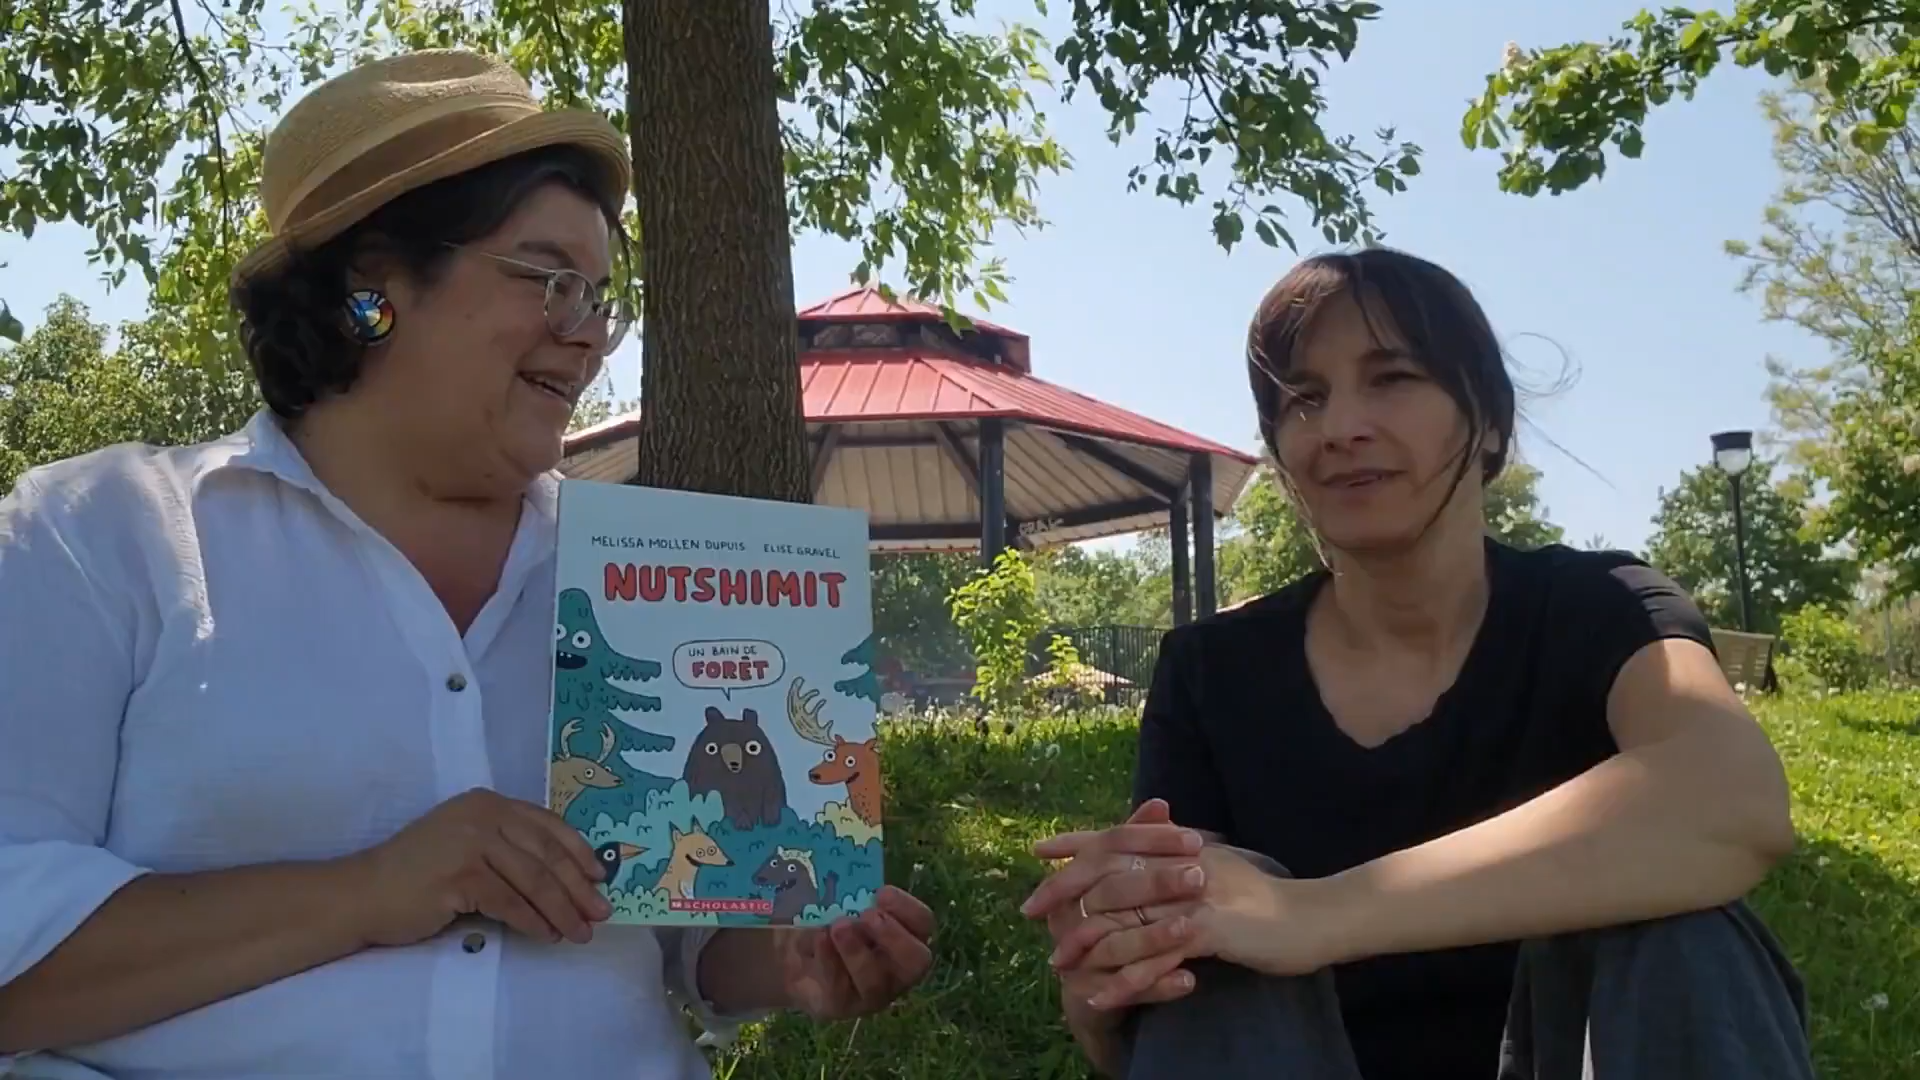 MELISSA MOLLEN DUPUIS ELISE GRAVEL
NUTSHIMIT
UN BAIN DE
FORÊT
SCHOLASTIC